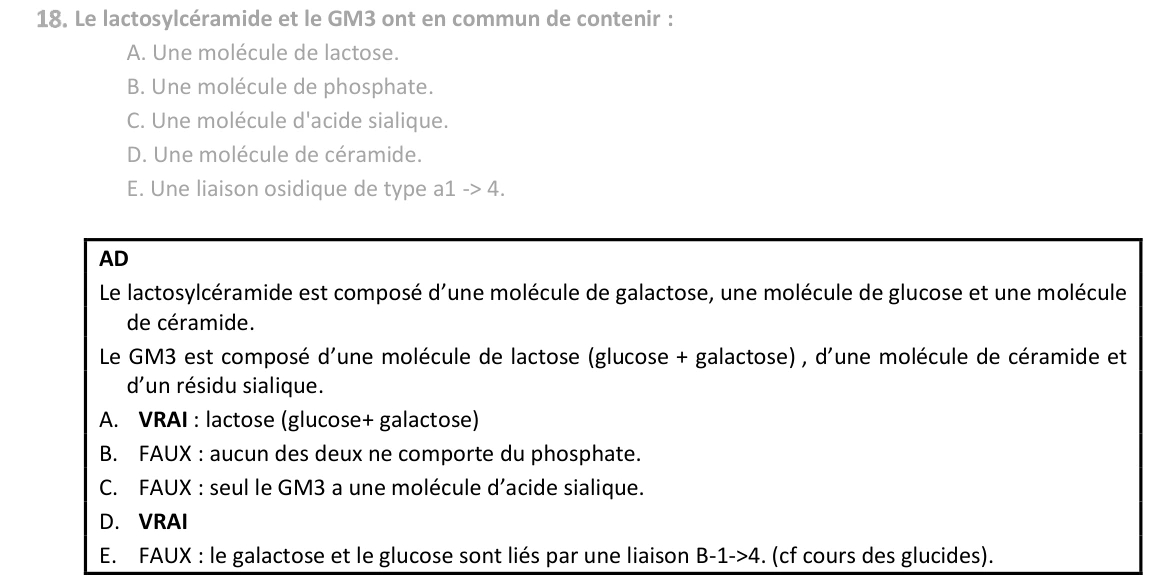 18. Le lactosylcéramide et le GM3 ont en commun de contenir :
A. Une molécule de lactose.
B. Une molécule de phosphate.
C. Une molécule d'acide sialique.
D. Une molécule de céramide.
E. Une liaison osidique de type a1 -> 4.
AD
Le lactosylcéramide est composé d’une molécule de galactose, une molécule de glucose et une molécule
de céramide.
Le GM3 est composé d’une molécule de lactose (glucose + galactose) , d’une molécule de céramide et
d’un résidu sialique.
A. VRAI : lactose (glucose+ galactose)
B. FAUX : aucun des deux ne comporte du phosphate.
C. FAUX : seul le GM3 a une molécule d’acide sialique.
D. VRAI
E. FAUX : le galactose et le glucose sont liés par une liaison B-1->4. (cf cours des glucides).